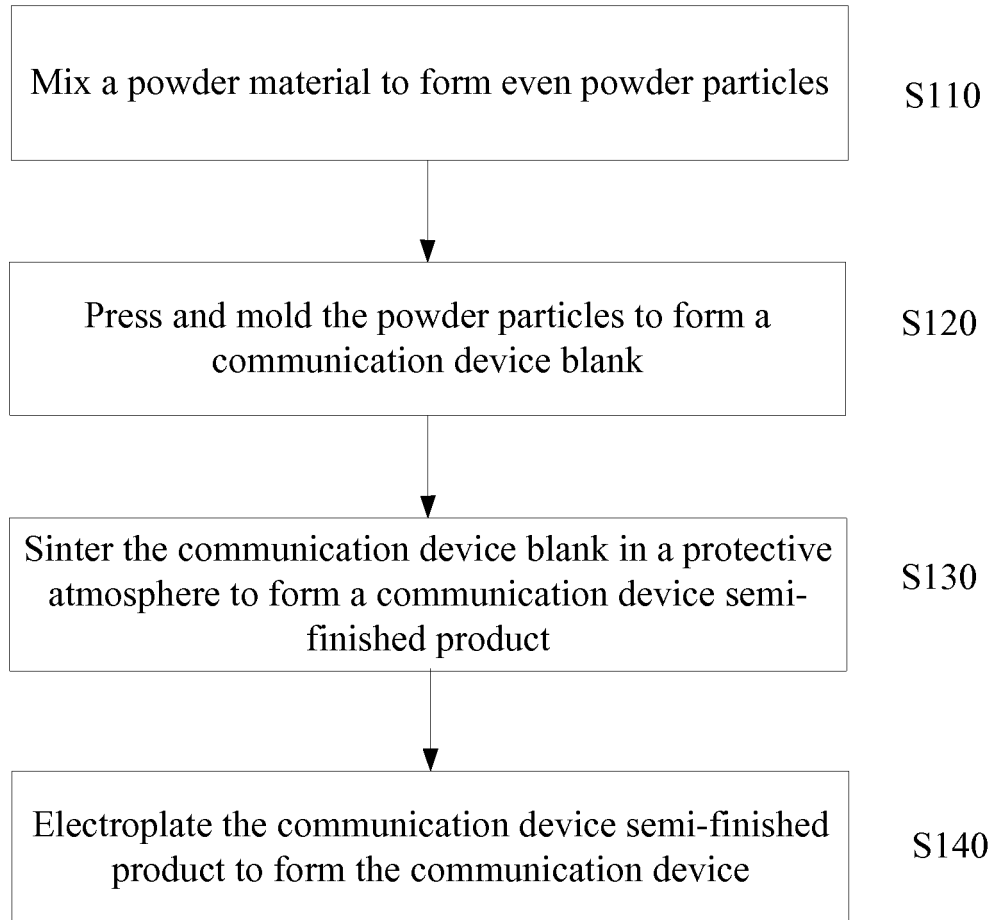 Mix a powder material to form even powder particles
S110
Press and mold the powder particles to form a
communication device blank
S120
Sinter the communication device blank in a protective
atmosphere to form a communication device semi-
finished product
S130
Electroplate the communication device semi-finished
product to form the communication device
S140